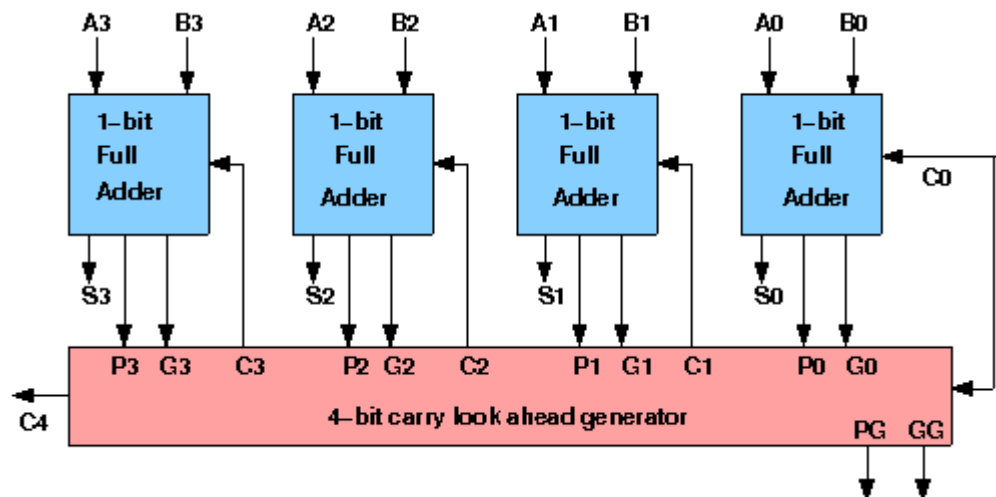 A3 B3 A2 B2 A1 B1 A0 B0
1-bit Full Adder
1-bit Full Adder
1-bit Full Adder
1-bit Full Adder
C0
S3 S2 S1 S0
P3 G3 C3 P2 G2 C2 P1 G1 C1 P0 G0
C4
4-bit carry look ahead generator
PG GG